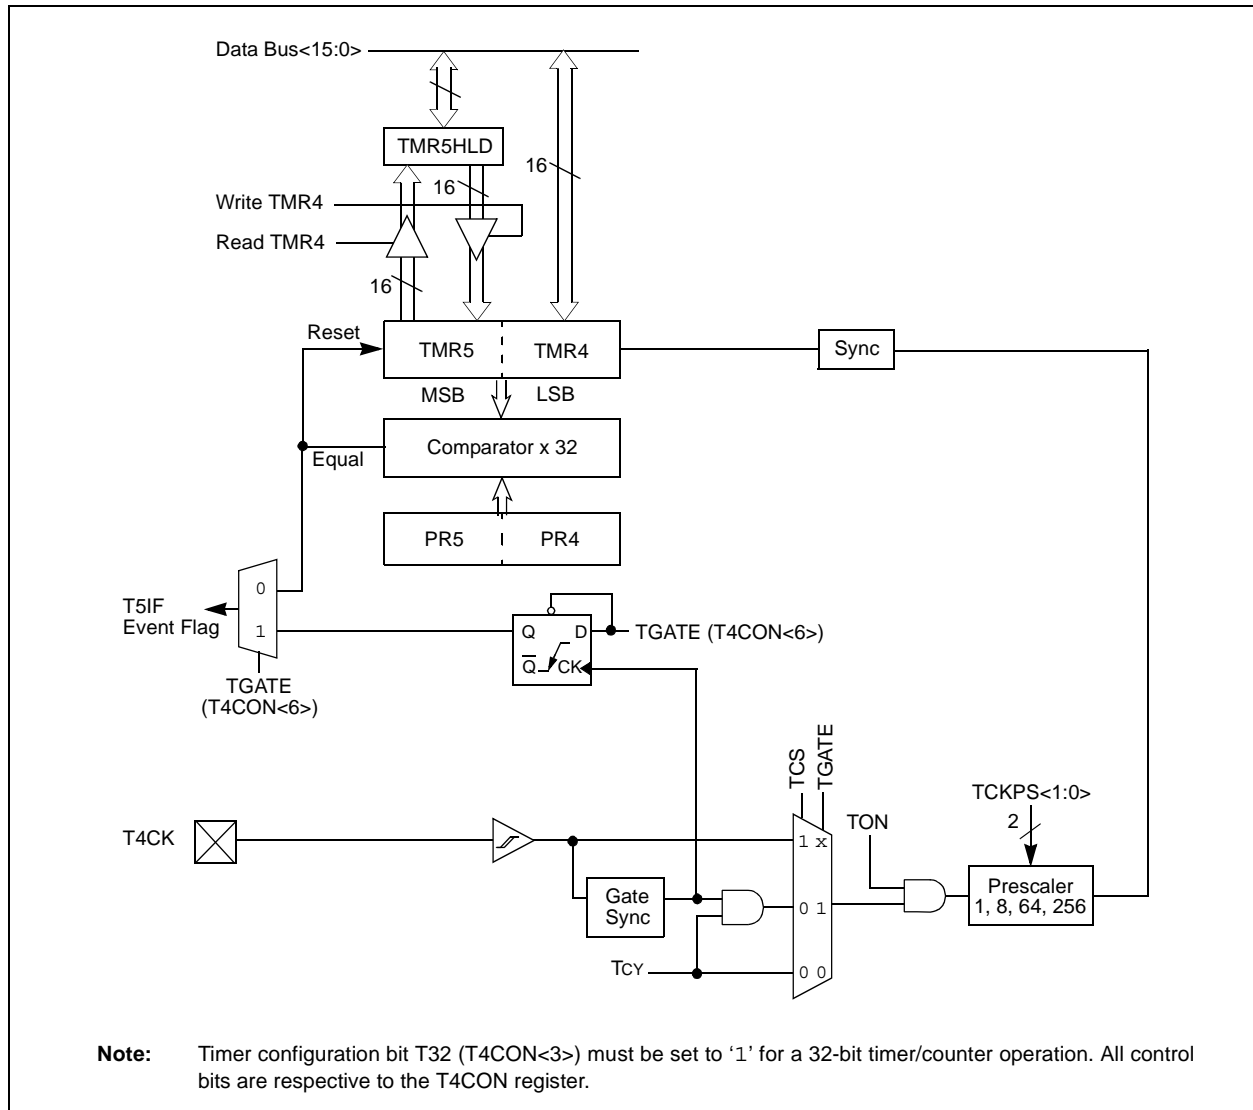 Data Bus<15:0>
TMR5HLD
16
16
Write TMR4
Read TMR4
16
Reset
TMR5
TMR4
Sync
MSB
LSB
Comparator x 32
Equal
PR5
PR4
0
T5IF
Event Flag
1
Q
D
TGATE (T4CON<6>)
Q
CK
TGATE
(T4CON<6>)
TCS
TGATE
TCKPS<1:0>
2
T4CK
TON
1 x
Prescaler
1, 8, 64, 256
Gate
Sync
0 1
TCY
0 0
Note: Timer configuration bit T32 (T4CON<3>) must be set to ‘1’ for a 32-bit timer/counter operation. All control
bits are respective to the T4CON register.